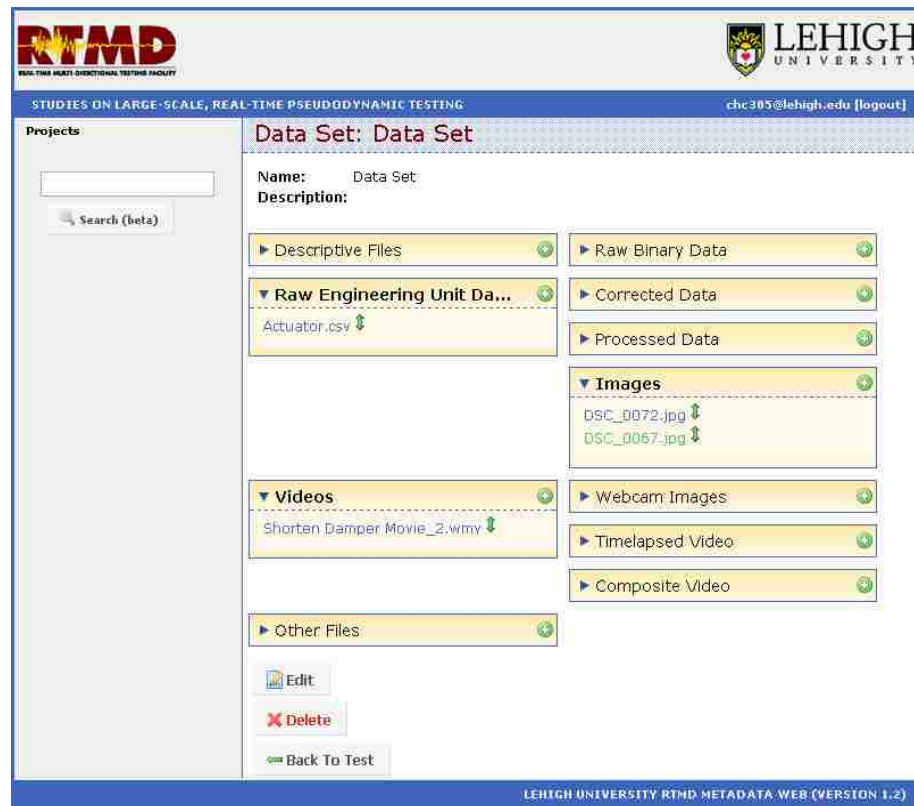 RTMD
REAL-TIME MULTI-DIRECTIONAL TESTING FACILITY
LEHIGH
UNIVERSITY
STUDIES ON LARGE-SCALE, REAL-TIME PSEUDODYNAMIC TESTING
chc305@lehigh.edu [logout]
Projects
Search (beta)
Data Set: Data Set
Name: Data Set
Description:
Descriptive Files
Raw Binary Data
Raw Engineering Unit Da...
Actuator.csv
Corrected Data
Processed Data
Images
DSC_0072.jpg
DSC_0067.jpg
Videos
Shorten Damper Movie_2.wmv
Webcam Images
Timelapsed Video
Composite Video
Other Files
Edit
Delete
Back To Test
LEHIGH UNIVERSITY RTMD METADATA WEB (VERSION 1.2)